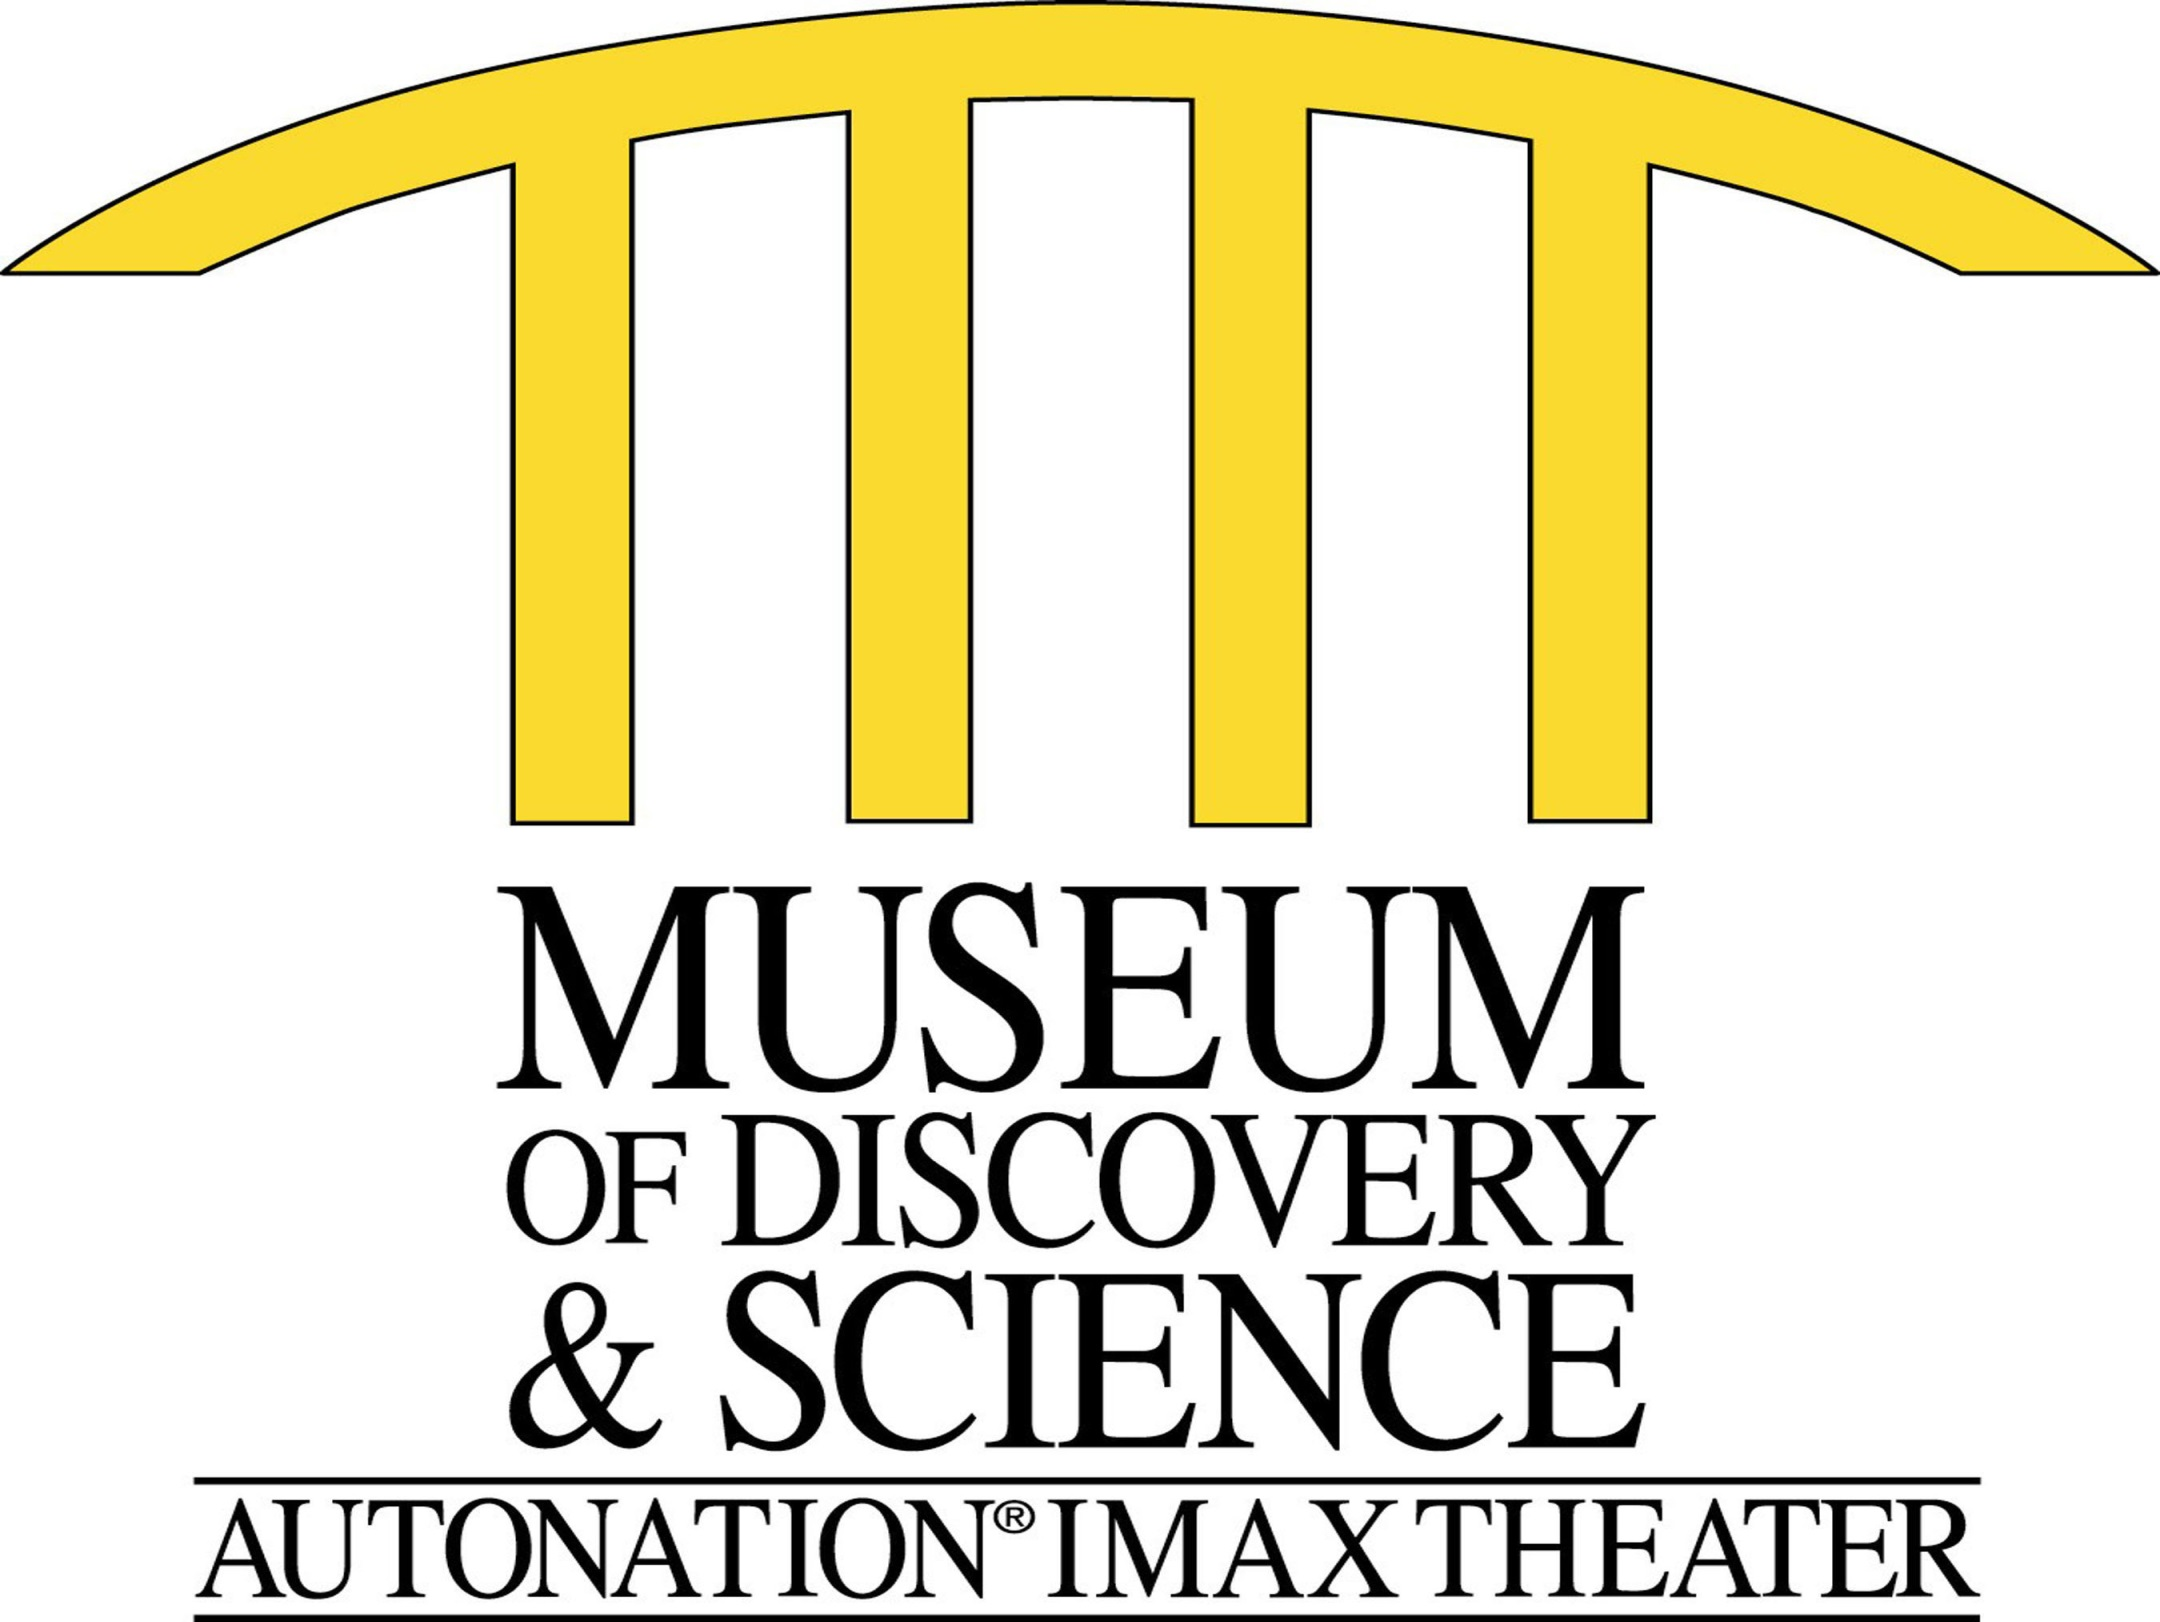 MUSEUM
OF DISCOVERY
& SCIENCE
AUTONATION® IMAX THEATER